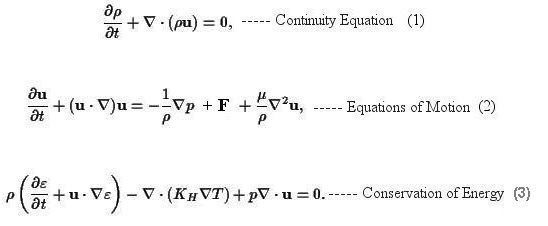 ∂ρ/∂t + ∇ · (ρu) = 0, ----- Continuity Equation (1)
∂u/∂t + (u · ∇)u = −1/ρ ∇p + F + μ/ρ ∇²u, ----- Equations of Motion (2)
ρ(∂ε/∂t + u · ∇ε) − ∇ · (K_H∇T) + p∇ · u = 0. ----- Conservation of Energy (3)